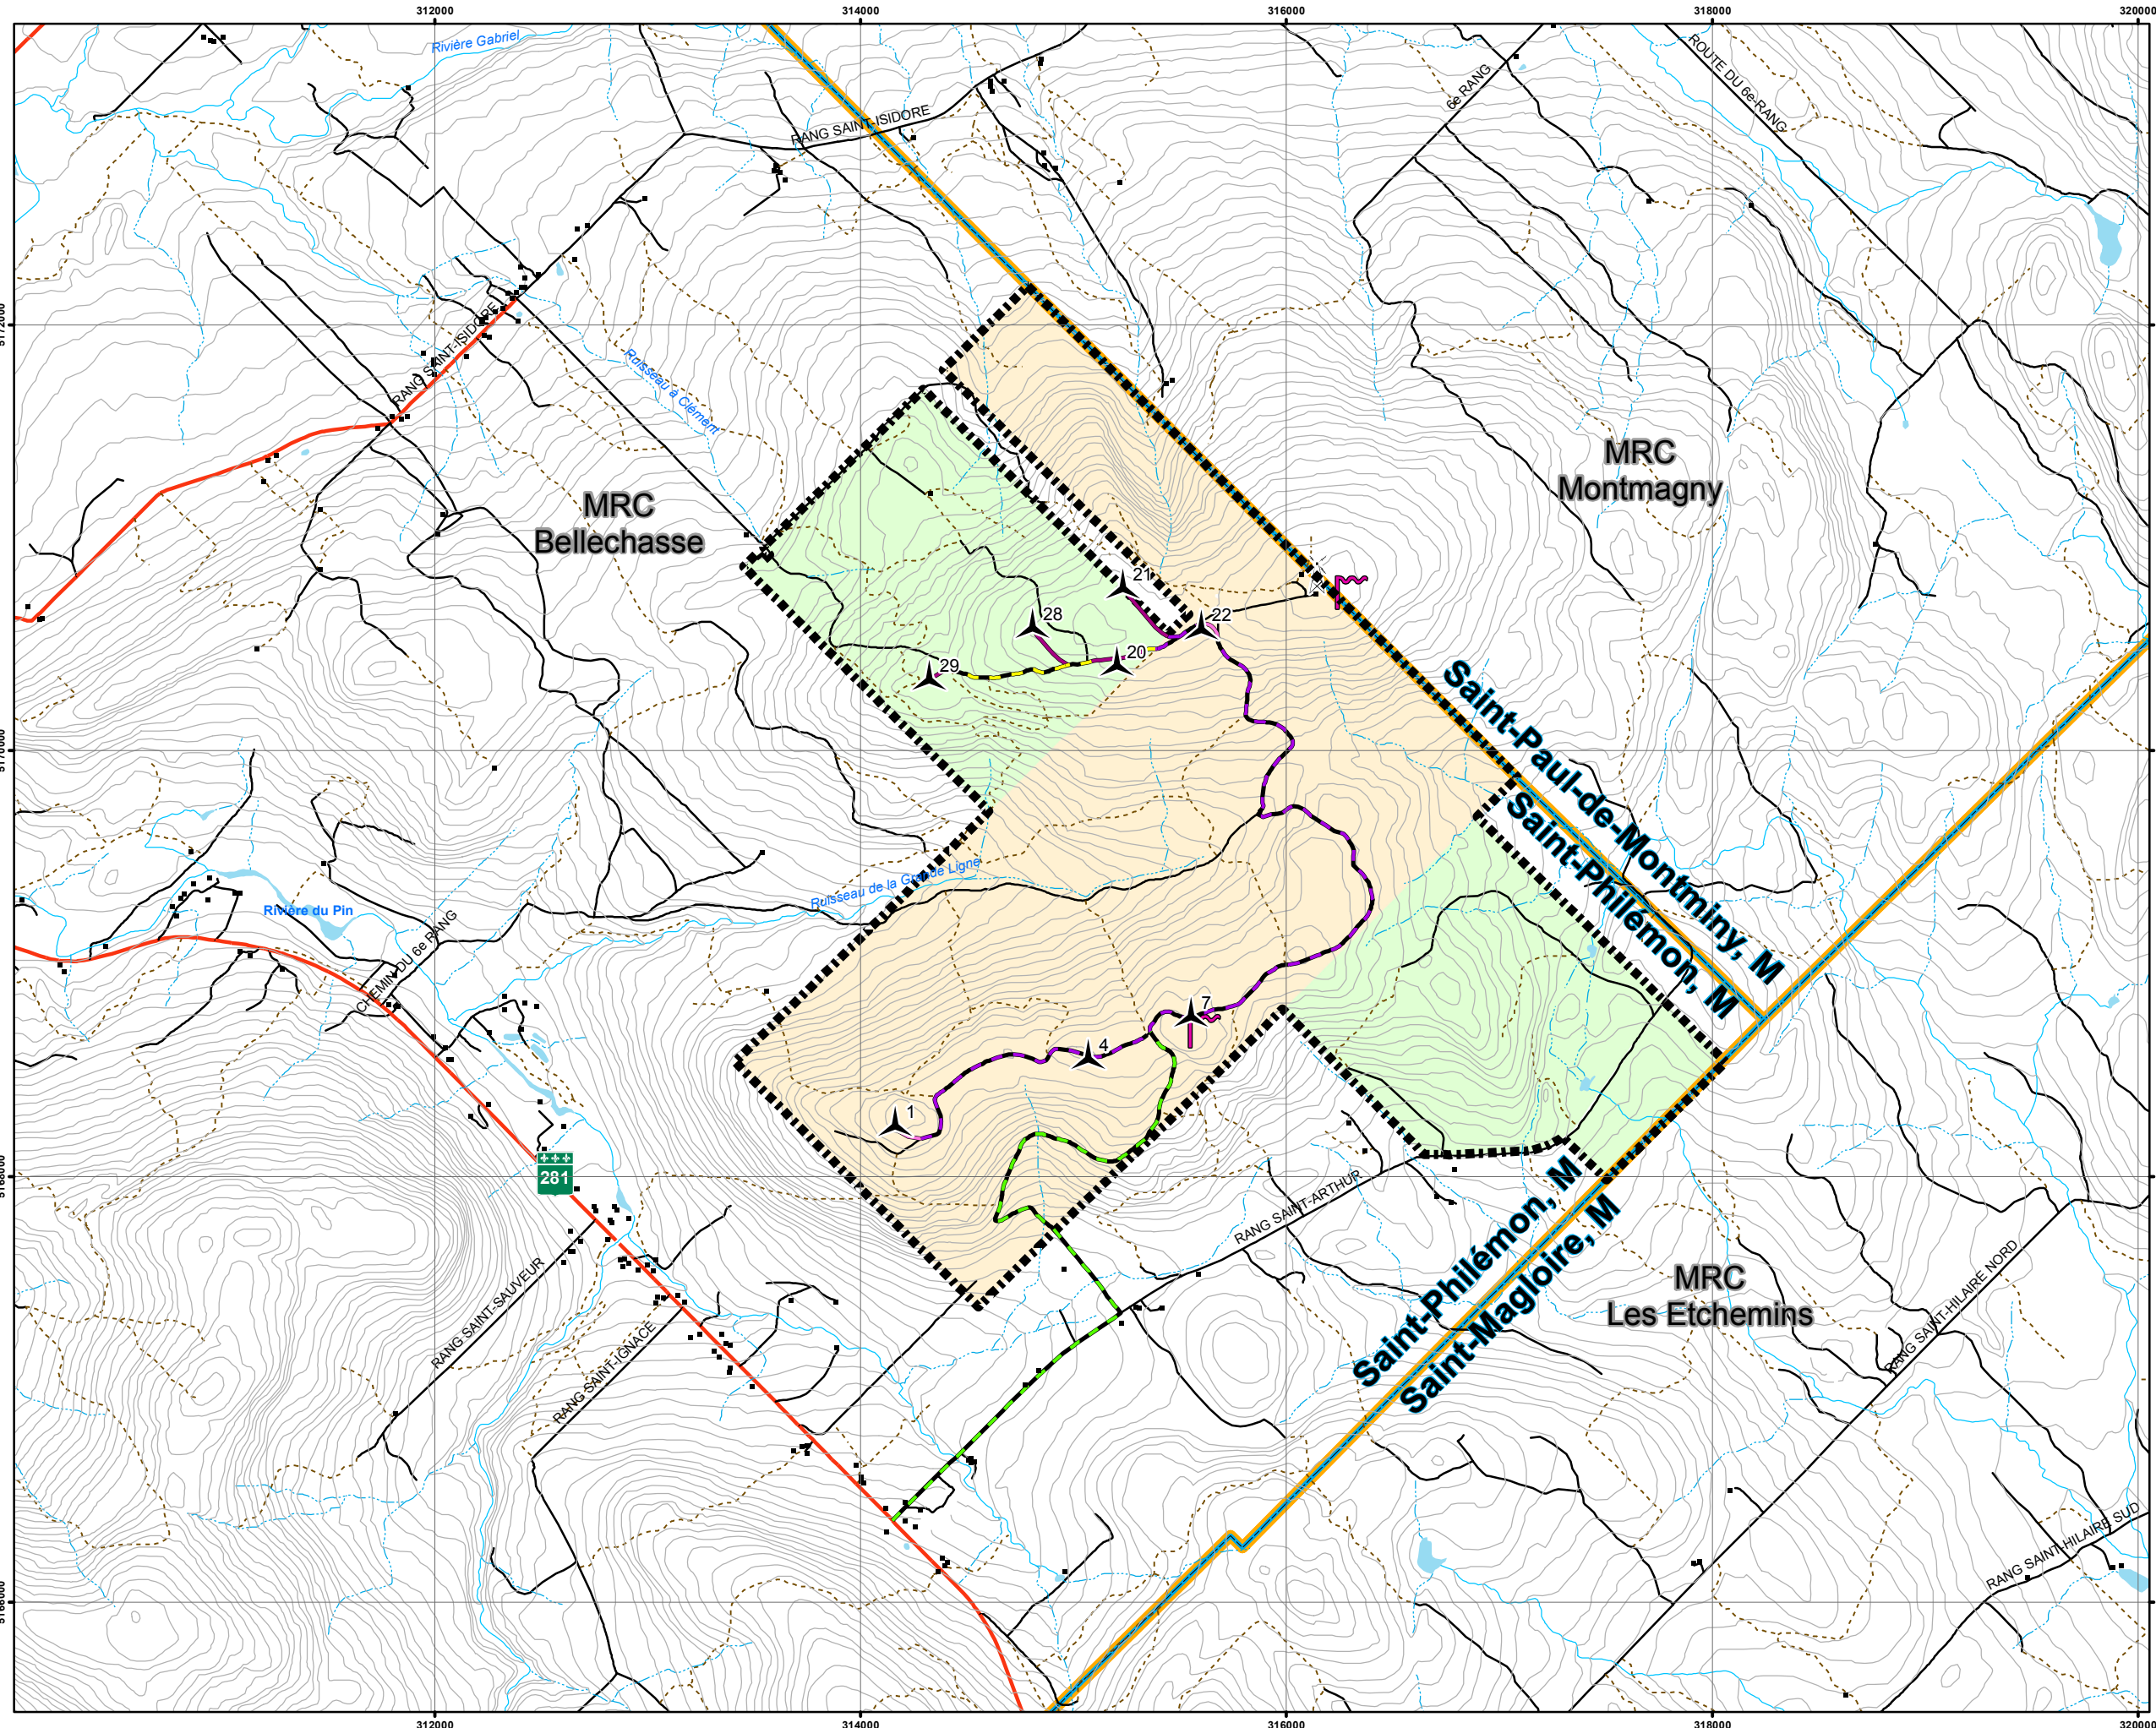 312000
314000
316000
318000
320000
Rivière Gabriel
RANG SAINT-ISIDORE
6e RANG
ROUTE DU 6e-RANG
RANG SAINT-ISIDORE
Ruisseau à Clément
MRC
Montmagny
MRC
Bellechasse
21
28
22
20
29
Saint-Paul-de-Montminy, M
Saint-Philémon, M
Ruisseau de la Grande Ligne
Rivière du Pin
CHEMIN DU 6e RANG
7
4
1
281
RANG SAINT-ARTHUR
Saint-Philémon, M
Saint-Magloire, M
MRC
Les Etchemins
RANG SAINT-HILAIRE NORD
RANG SAINT-SAUVEUR
RANG SAINT-IGNACE
RANG SAINT-HILAIRE SUD
312000
314000
316000
318000
320000